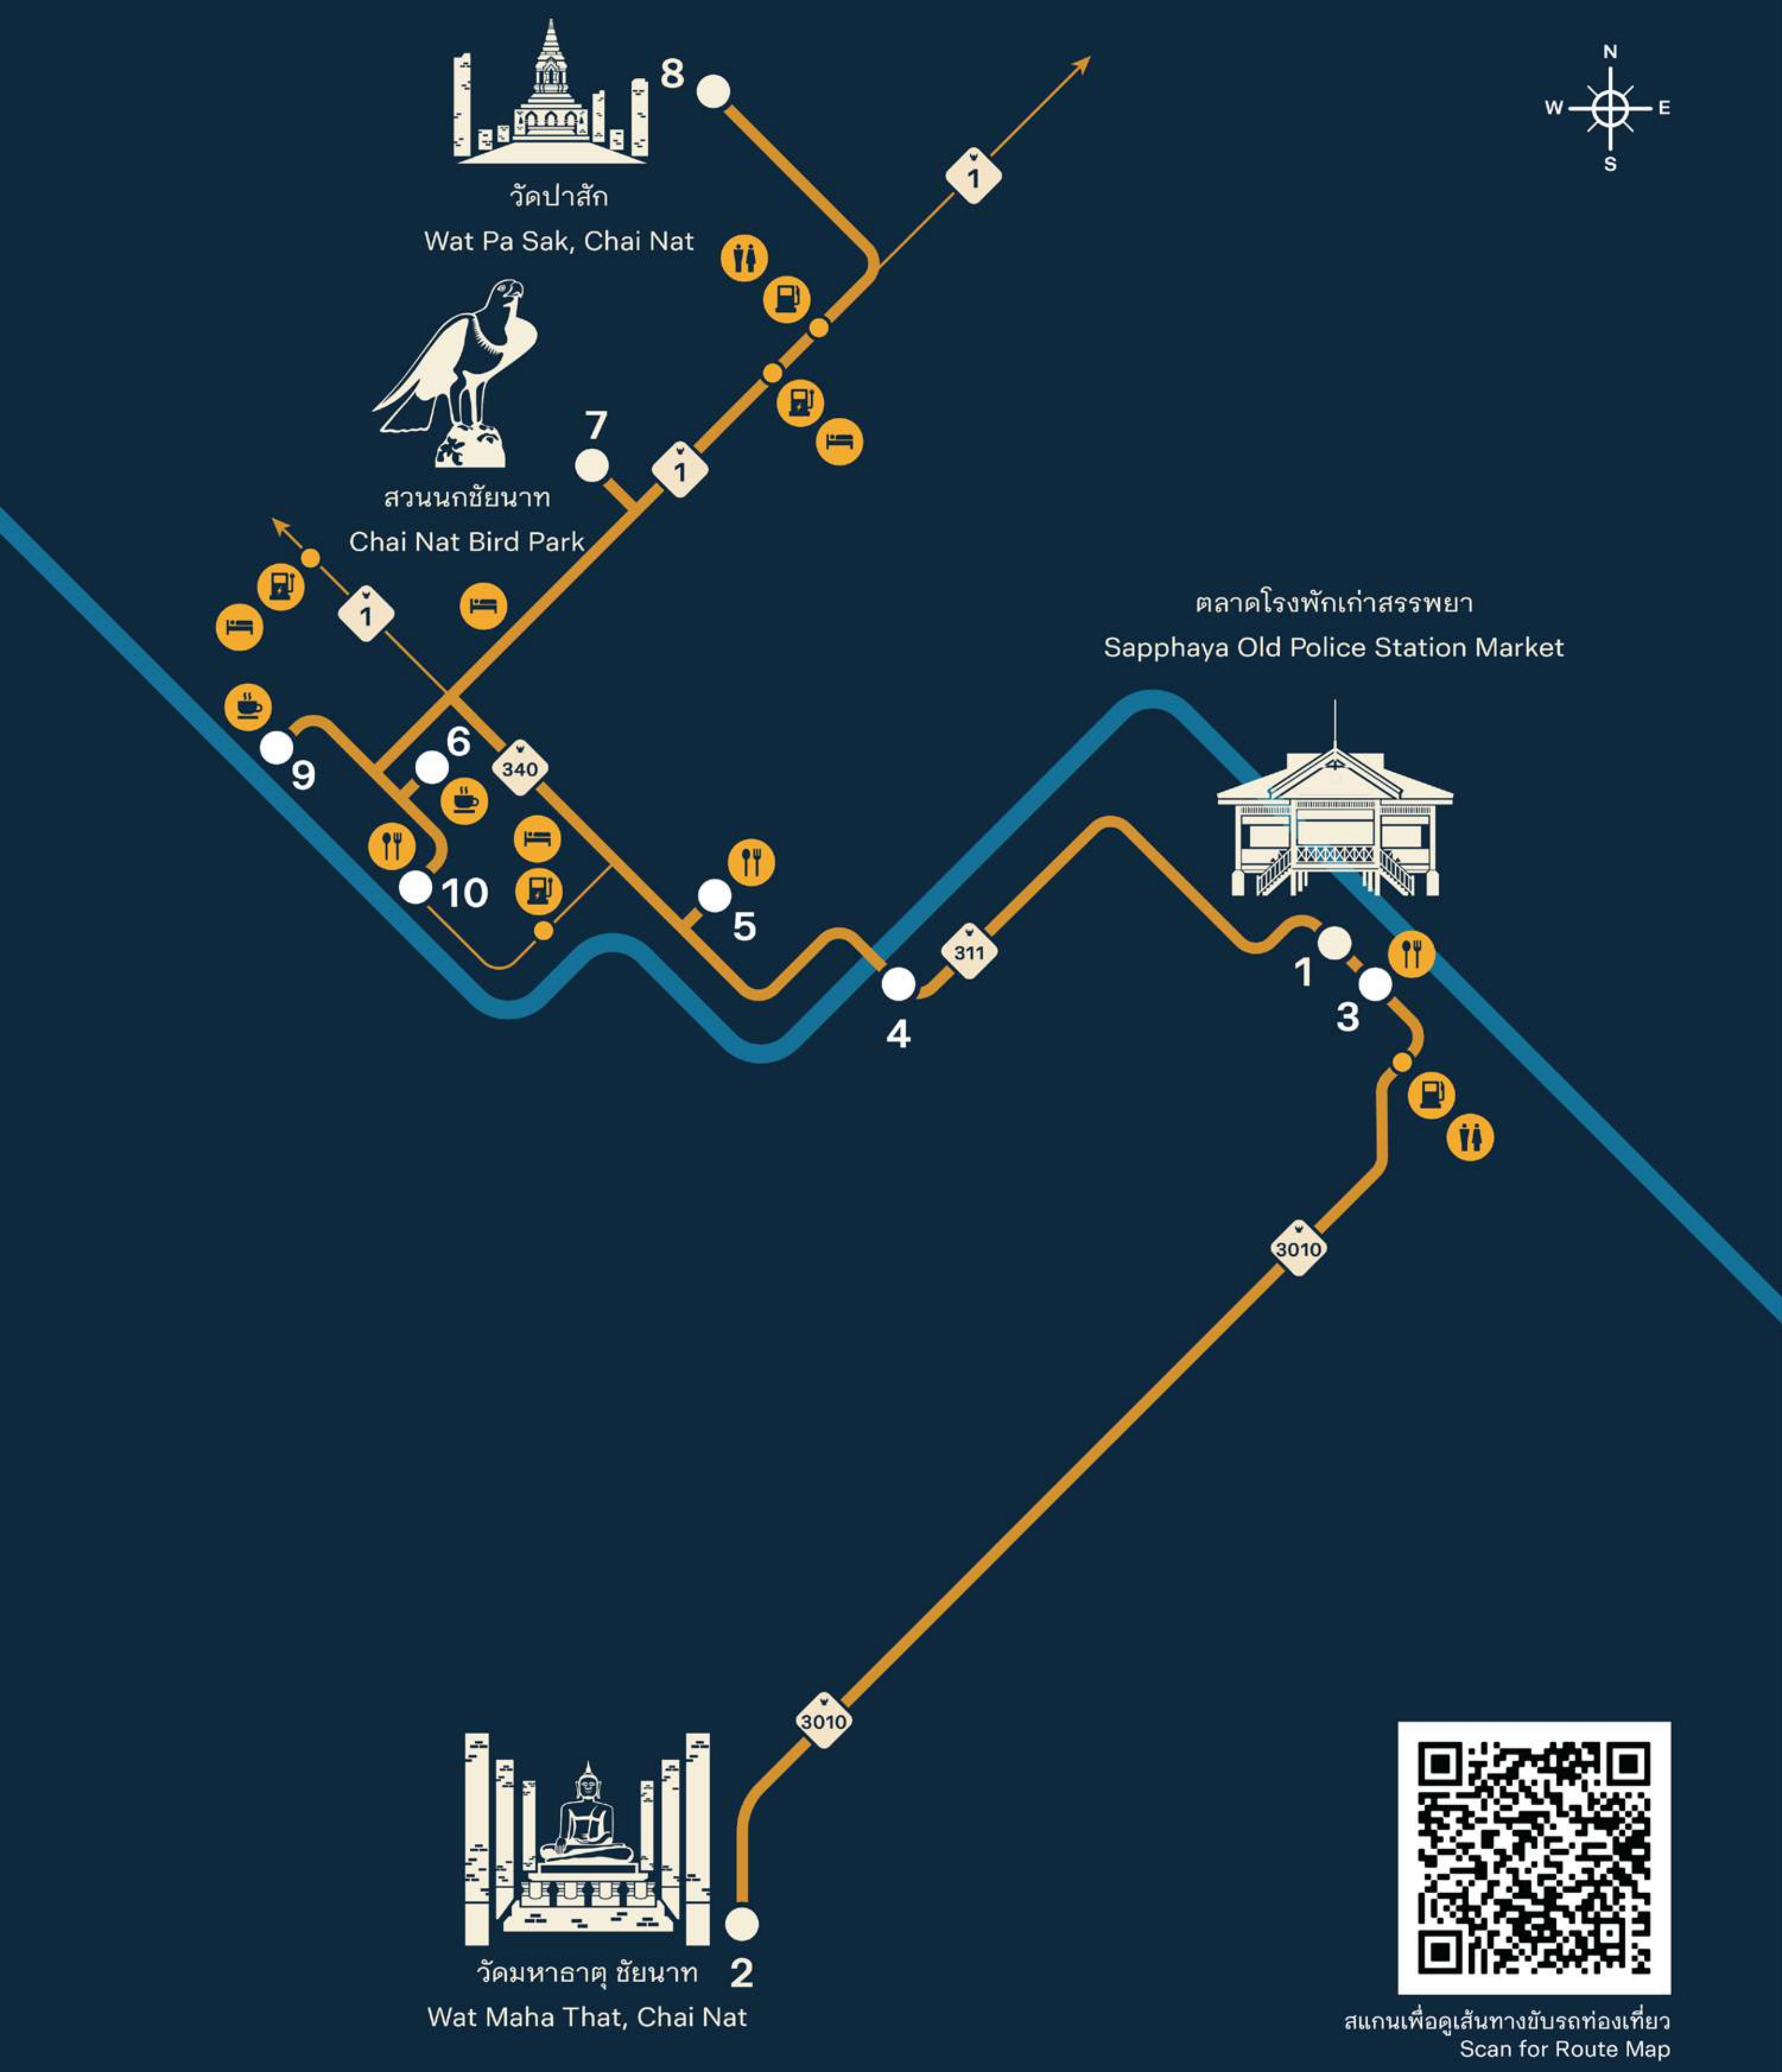 N
W E
S
8
1
วัดป่าสัก
Wat Pa Sak, Chai Nat
7
1
สวนนกชัยนาท
Chai Nat Bird Park
1
ตลาดโรงพักเก่าสรรพยา
Sapphaya Old Police Station Market
6
9
340
10
5
311
1
3
4
3010
3010
วัดมหาธาตุ ชัยนาท
2
Wat Maha That, Chai Nat
สแกนเพื่อดูเส้นทางขับรถท่องเที่ยว
Scan for Route Map